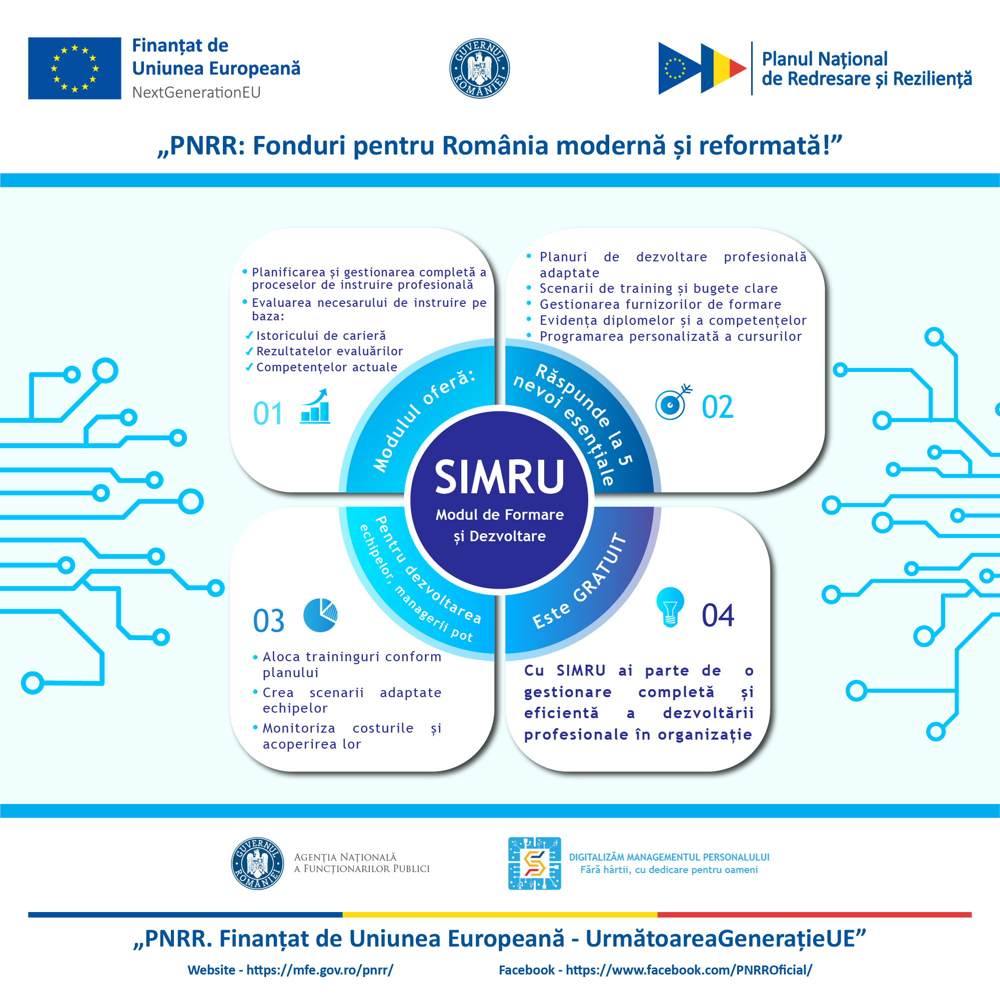 Finanțat de
Uniunea Europeană
NextGenerationEU
GUVERNUL ROMÂNIEI
Planul Național
de Redresare și Reziliență
„PNRR: Fonduri pentru România modernă și reformată!”
• Planificarea și gestionarea completă a
proceselor de instruire profesională
• Evaluarea necesarului de instruire pe
baza:
✓ Istoricului de carieră
✓ Rezultatelor evaluărilor
✓ Competențelor actuale
01
Modulul oferă:
• Planuri de dezvoltare profesională
adaptate
• Scenarii de training și bugete clare
• Gestionarea furnizorilor de formare
• Evidența diplomelor și a competențelor
• Programarea personalizată a cursurilor
02
Răspunde la 5
nevoi esențiale
SIMRU
Modul de Formare
și Dezvoltare
Pentru dezvoltarea
echipelor, managerii pot
03
• Aloca traininguri conform
planului
• Crea scenarii adaptate
echipelor
• Monitoriza costurile și
acoperirea lor
Este GRATUIT
04
Cu SIMRU ai parte de o
gestionare completă și
eficientă a dezvoltării
profesionale în organizație
GUVERNUL ROMÂNIEI
Agenția Națională
a Funcționarilor Publici
DIGITALIZĂM MANAGEMENTUL PERSONALULUI
Fără hârtii, cu dedicare pentru oameni
„PNRR. Finanțat de Uniunea Europeană - UrmătoareaGenerațieUE”
Website - https://mfe.gov.ro/pnrr/
Facebook - https://www.facebook.com/PNRROficial/